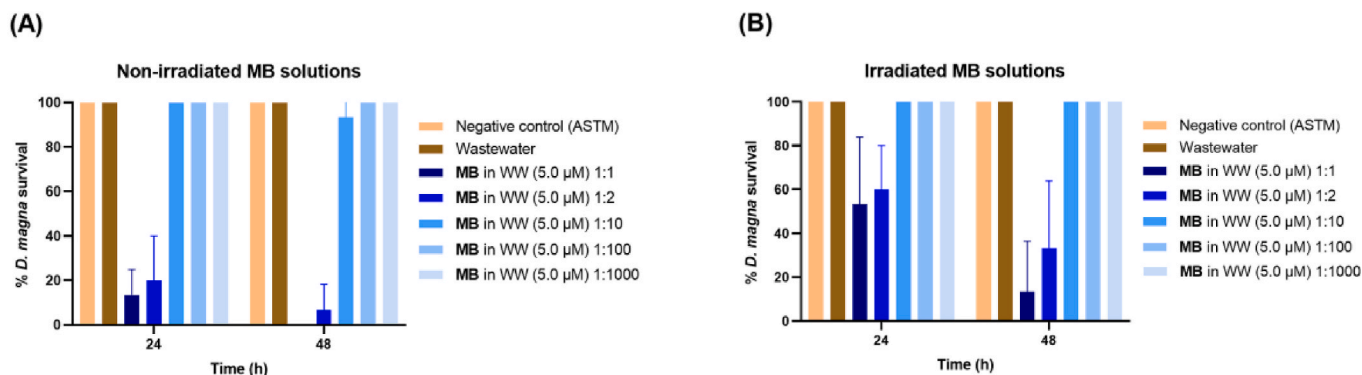 (A)
Non-irradiated MB solutions
% D. magna survival
100
80
60
40
20
0
24
48
Time (h)
Negative control (ASTM)
Wastewater
MB in WW (5.0 µM) 1:1
MB in WW (5.0 µM) 1:2
MB in WW (5.0 µM) 1:10
MB in WW (5.0 µM) 1:100
MB in WW (5.0 µM) 1:1000
(B)
Irradiated MB solutions
% D. magna survival
100
80
60
40
20
0
24
48
Time (h)
Negative control (ASTM)
Wastewater
MB in WW (5.0 µM) 1:1
MB in WW (5.0 µM) 1:2
MB in WW (5.0 µM) 1:10
MB in WW (5.0 µM) 1:100
MB in WW (5.0 µM) 1:1000